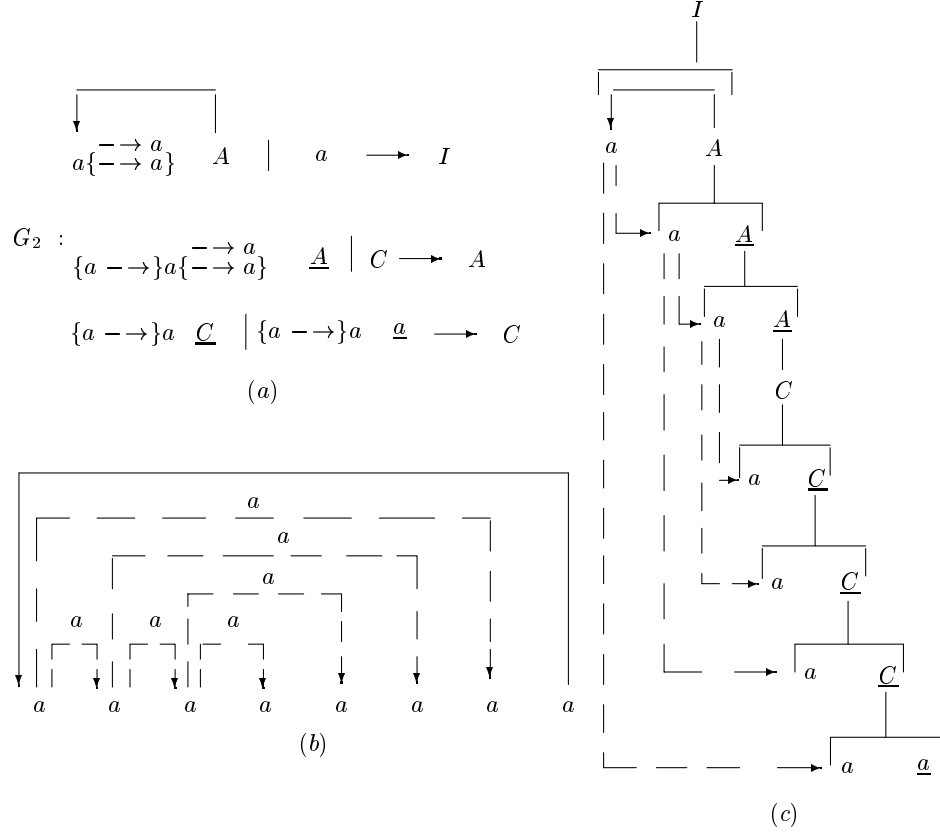 – → a
a{– → a} A | a ⟶ I
G₂ :
– → a
{a – →}a{– → a} A | C ⟶ A
{a – →}a C | {a – →}a a ⟶ C
(a)
a
a
a
a a a
a a a a a a a a
(b)
I
a A
a A
a A
C
a C
a C
a C
a a
(c)